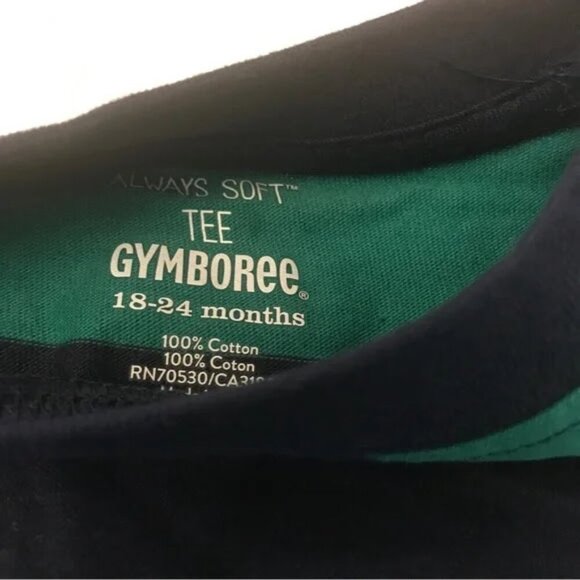 ALWAYS SOFT™
TEE
GYMBOREE®
18-24 months
100% Cotton
100% Coton